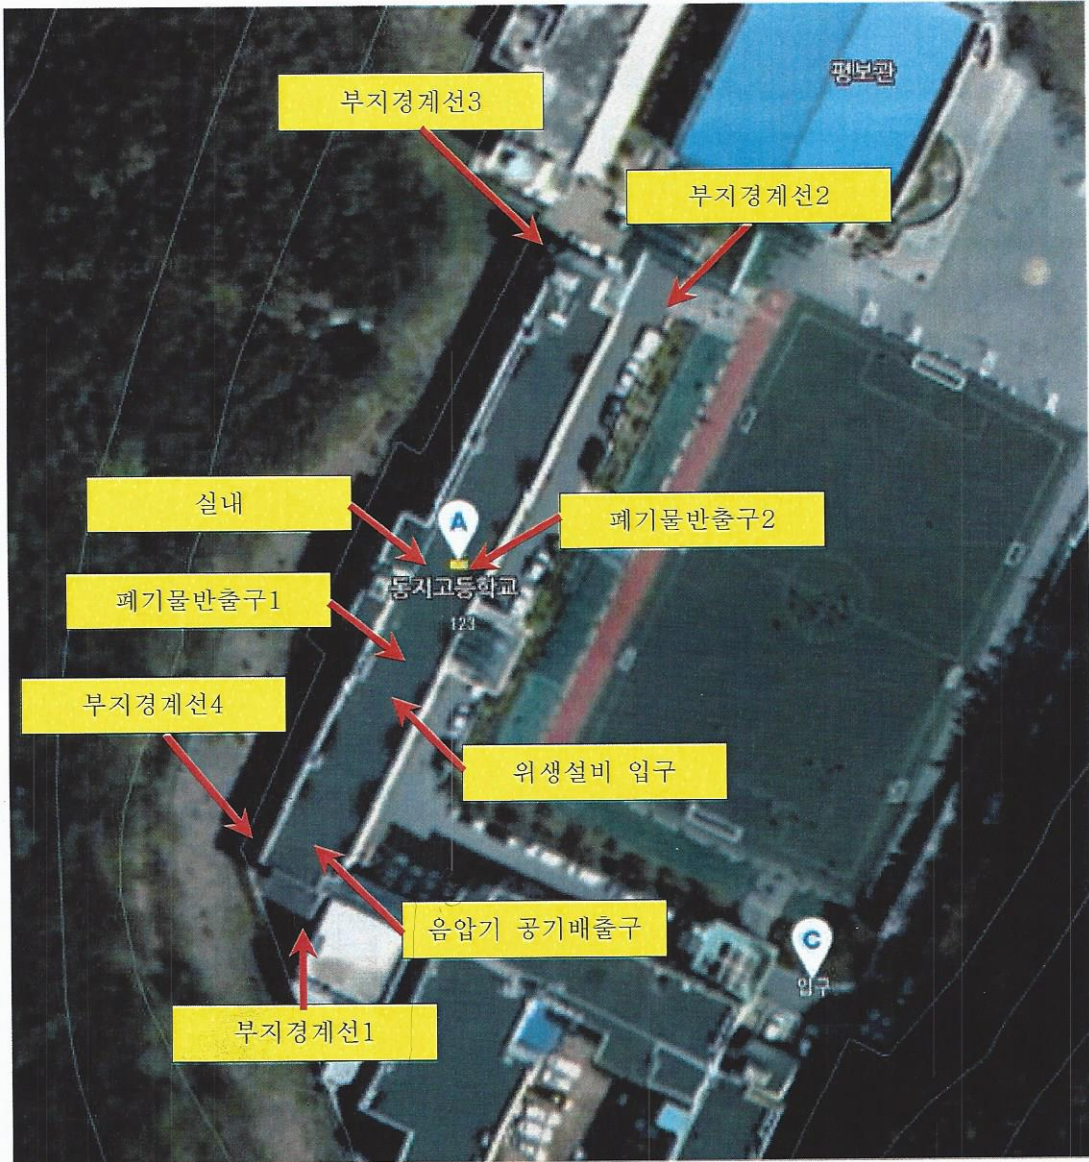 평보관
부지경계선3
부지경계선2
실내
폐기물반출구2
A
동지고등학교
123
폐기물반출구1
부지경계선4
위생설비 입구
음압기 공기배출구
C
입구
부지경계선1